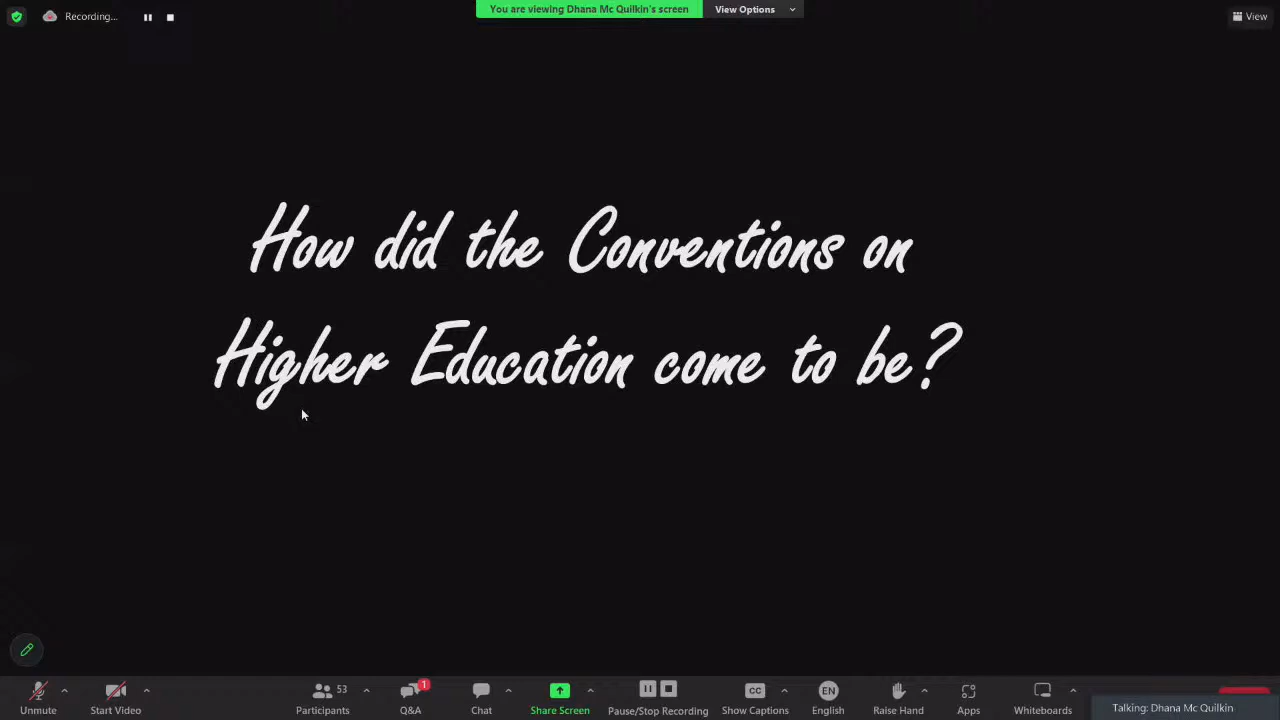 Recording...
You are viewing Dhana Mc Quilkin's screen
View Options
View
How did the Conventions on
Higher Education come to be?
Unmute
Start Video
53
Participants
1
Q&A
Chat
Share Screen
Pause/Stop Recording
CC
Show Captions
EN
English
Raise Hand
Apps
Whiteboards
Talking: Dhana Mc Quilkin